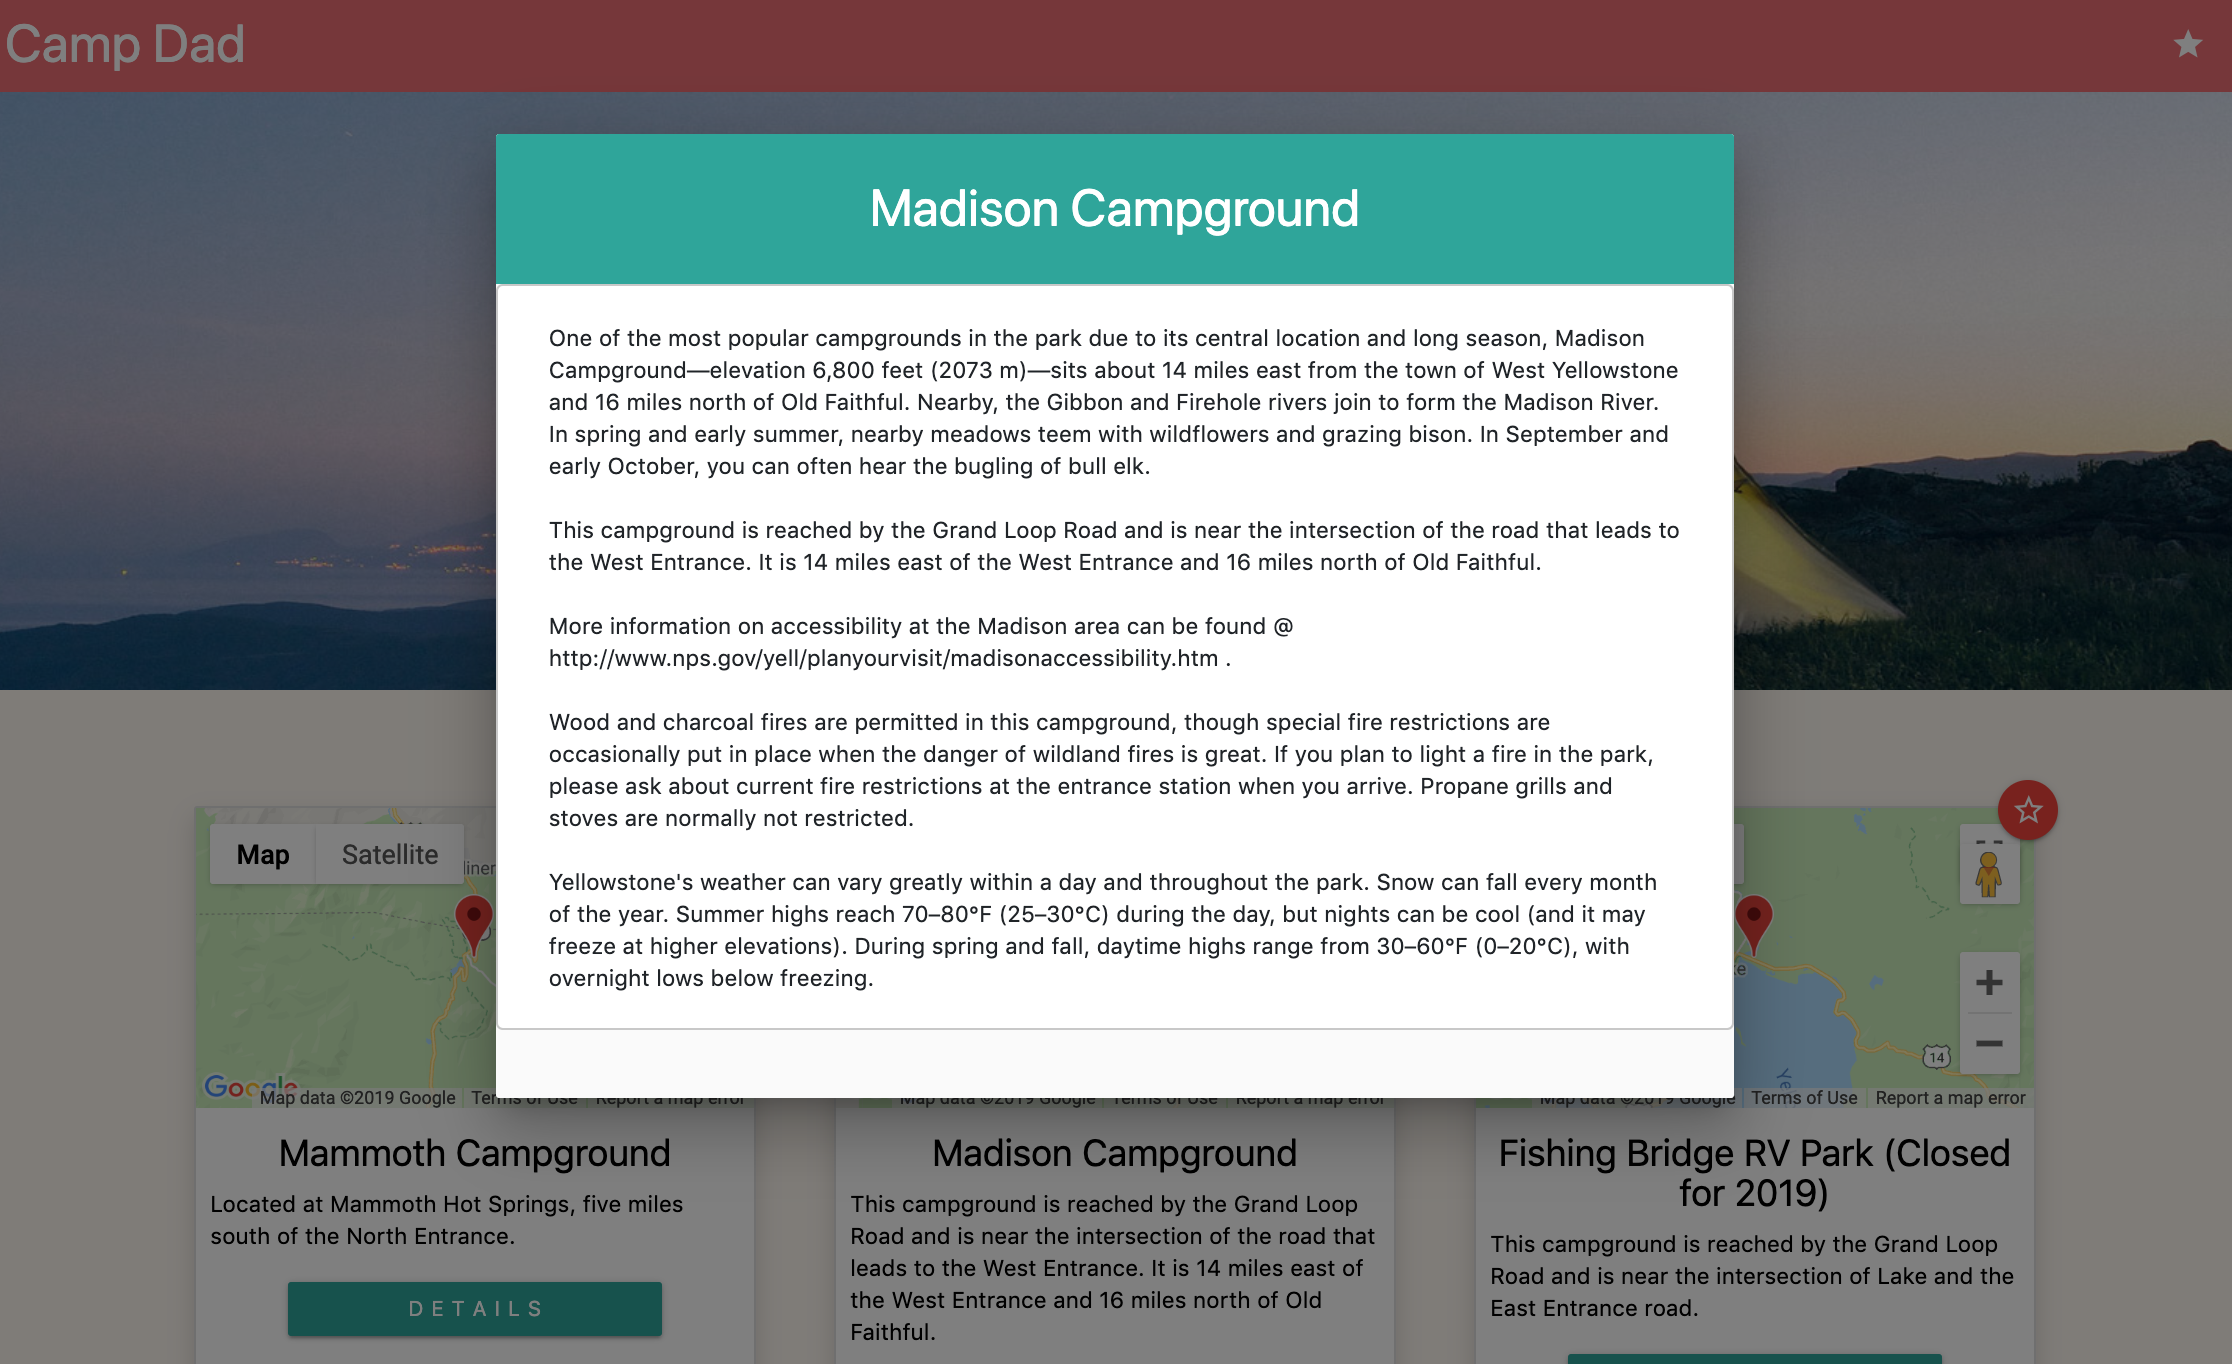 Camp Dad
Madison Campground
One of the most popular campgrounds in the park due to its central location and long season, Madison
Campground—elevation 6,800 feet (2073 m)—sits about 14 miles east from the town of West Yellowstone
and 16 miles north of Old Faithful. Nearby, the Gibbon and Firehole rivers join to form the Madison River.
In spring and early summer, nearby meadows teem with wildflowers and grazing bison. In September and
early October, you can often hear the bugling of bull elk.
This campground is reached by the Grand Loop Road and is near the intersection of the road that leads to
the West Entrance. It is 14 miles east of the West Entrance and 16 miles north of Old Faithful.
More information on accessibility at the Madison area can be found @
http://www.nps.gov/yell/planyourvisit/madisonaccessibility.htm .
Wood and charcoal fires are permitted in this campground, though special fire restrictions are
occasionally put in place when the danger of wildland fires is great. If you plan to light a fire in the park,
please ask about current fire restrictions at the entrance station when you arrive. Propane grills and
stoves are normally not restricted.
Yellowstone's weather can vary greatly within a day and throughout the park. Snow can fall every month
of the year. Summer highs reach 70–80°F (25–30°C) during the day, but nights can be cool (and it may
freeze at higher elevations). During spring and fall, daytime highs range from 30–60°F (0–20°C), with
overnight lows below freezing.
Map Satellite
14
Google
Map data ©2019 Google Terms of Use Report a map error
Map data ©2019 Google Terms of Use Report a map error
Map data ©2019 Google Terms of Use Report a map error
Mammoth Campground
Located at Mammoth Hot Springs, five miles
south of the North Entrance.
DETAILS
Madison Campground
This campground is reached by the Grand Loop
Road and is near the intersection of the road that
leads to the West Entrance. It is 14 miles east of
the West Entrance and 16 miles north of Old
Faithful.
Fishing Bridge RV Park (Closed
for 2019)
This campground is reached by the Grand Loop
Road and is near the intersection of Lake and the
East Entrance road.